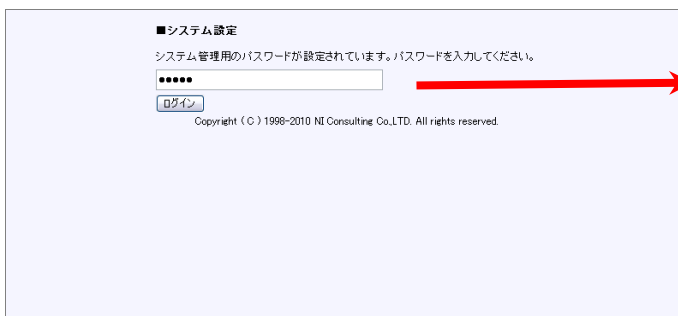 ■システム設定
システム管理用のパスワードが設定されています。パスワードを入力してください。
●●●●●
ログイン
Copyright ( C ) 1998-2010 NI Consulting Co.,LTD. All rights reserved.